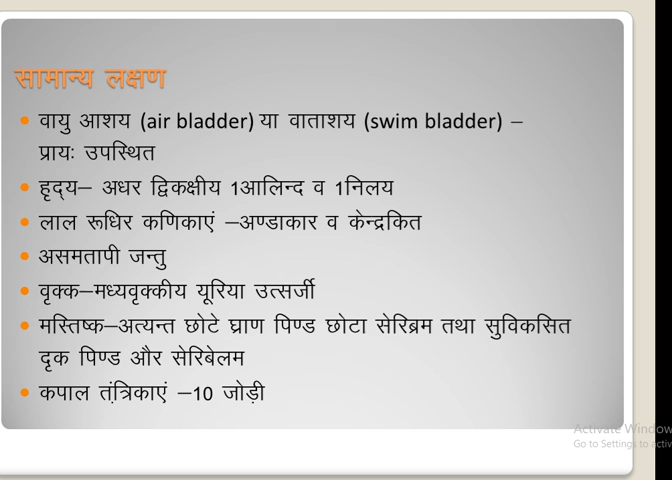 सामान्य लक्षण
वायु आशय (air bladder) या वाताशय (swim bladder) –
प्रायः उपस्थित
हृद्य– अधर द्विकक्षीय 1आलिन्द व 1निलय
लाल रूधिर कणिकाएं –अण्डाकार व केन्द्रकित
असमतापी जन्तु
वृक्क–मध्यवृक्कीय यूरिया उत्सर्जी
मस्तिष्क–अत्यन्त छोटे घ्राण पिण्ड छोटा सेरिब्रम तथा सुविकसित
दृक पिण्ड और सेरिबेलम
कपाल तंत्रिकाएं –10 जोड़ी
Activate Window
Go to Settings to activ